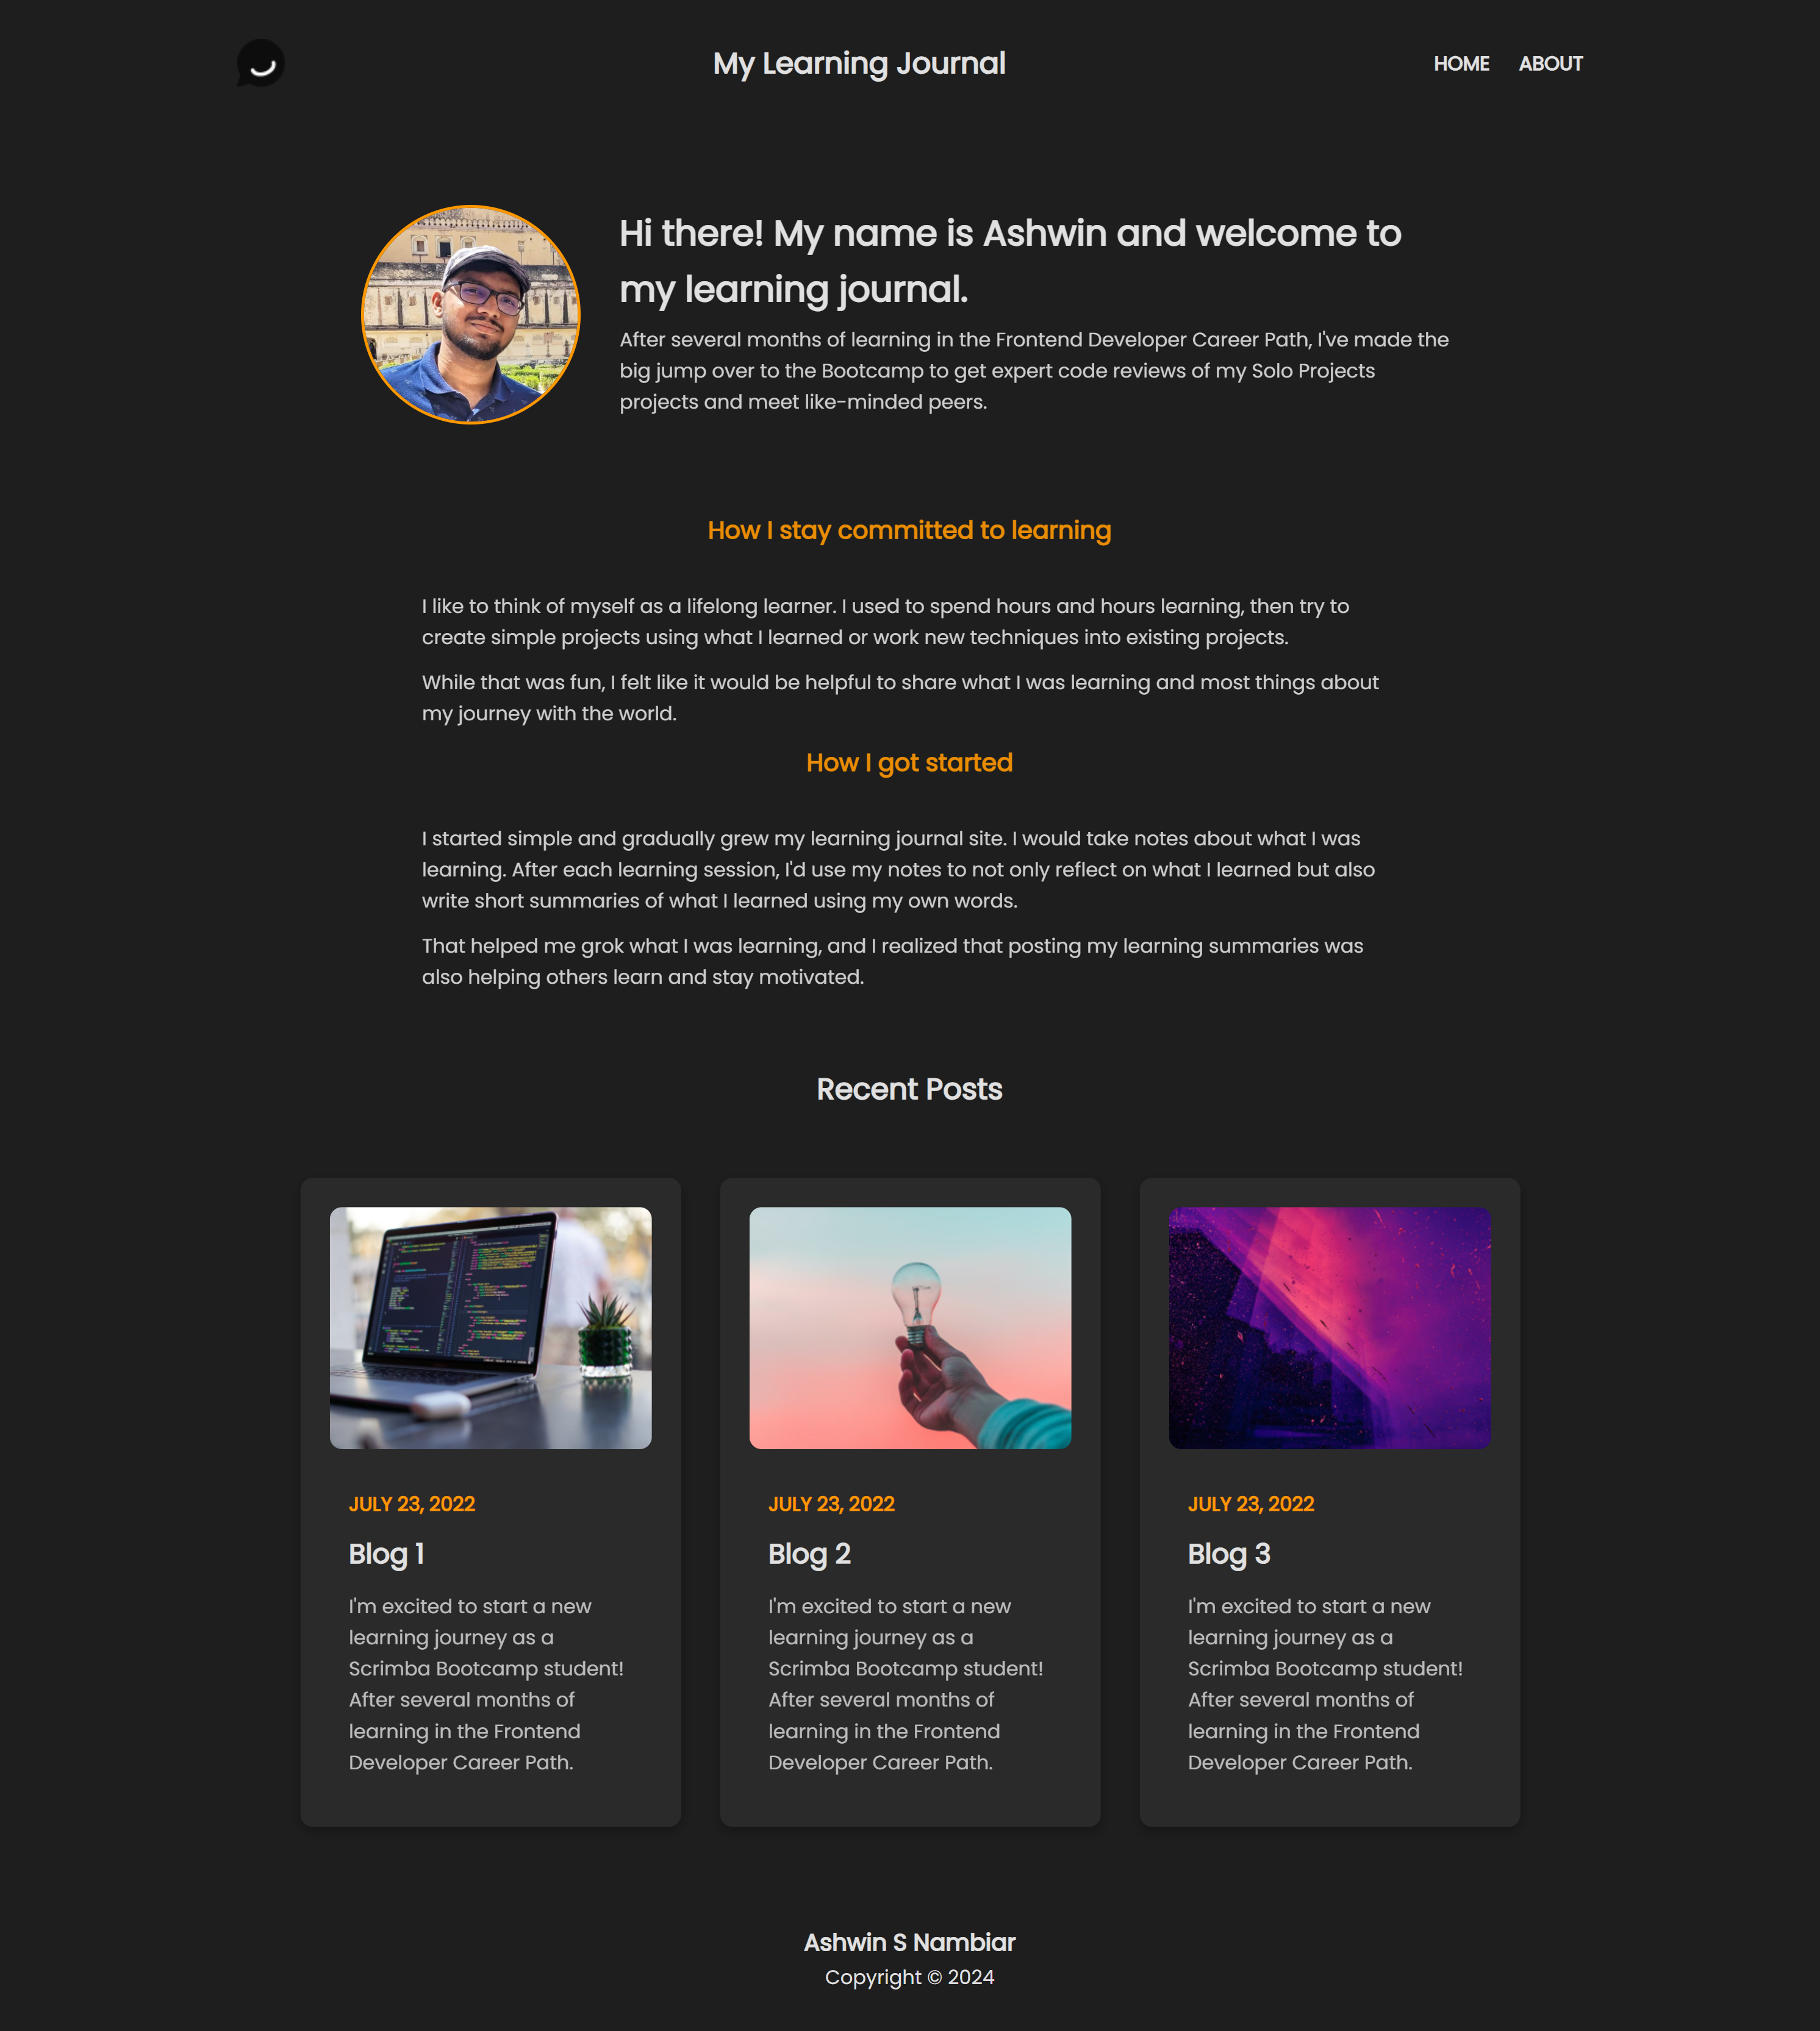 My Learning Journal
HOME ABOUT
Hi there! My name is Ashwin and welcome to
my learning journal.
After several months of learning in the Frontend Developer Career Path, I've made the
big jump over to the Bootcamp to get expert code reviews of my Solo Projects
projects and meet like-minded peers.
How I stay committed to learning
I like to think of myself as a lifelong learner. I used to spend hours and hours learning, then try to
create simple projects using what I learned or work new techniques into existing projects.
While that was fun, I felt like it would be helpful to share what I was learning and most things about
my journey with the world.
How I got started
I started simple and gradually grew my learning journal site. I would take notes about what I was
learning. After each learning session, I'd use my notes to not only reflect on what I learned but also
write short summaries of what I learned using my own words.
That helped me grok what I was learning, and I realized that posting my learning summaries was
also helping others learn and stay motivated.
Recent Posts
JULY 23, 2022
Blog 1
I'm excited to start a new
learning journey as a
Scrimba Bootcamp student!
After several months of
learning in the Frontend
Developer Career Path.
JULY 23, 2022
Blog 2
I'm excited to start a new
learning journey as a
Scrimba Bootcamp student!
After several months of
learning in the Frontend
Developer Career Path.
JULY 23, 2022
Blog 3
I'm excited to start a new
learning journey as a
Scrimba Bootcamp student!
After several months of
learning in the Frontend
Developer Career Path.
Ashwin S Nambiar
Copyright © 2024